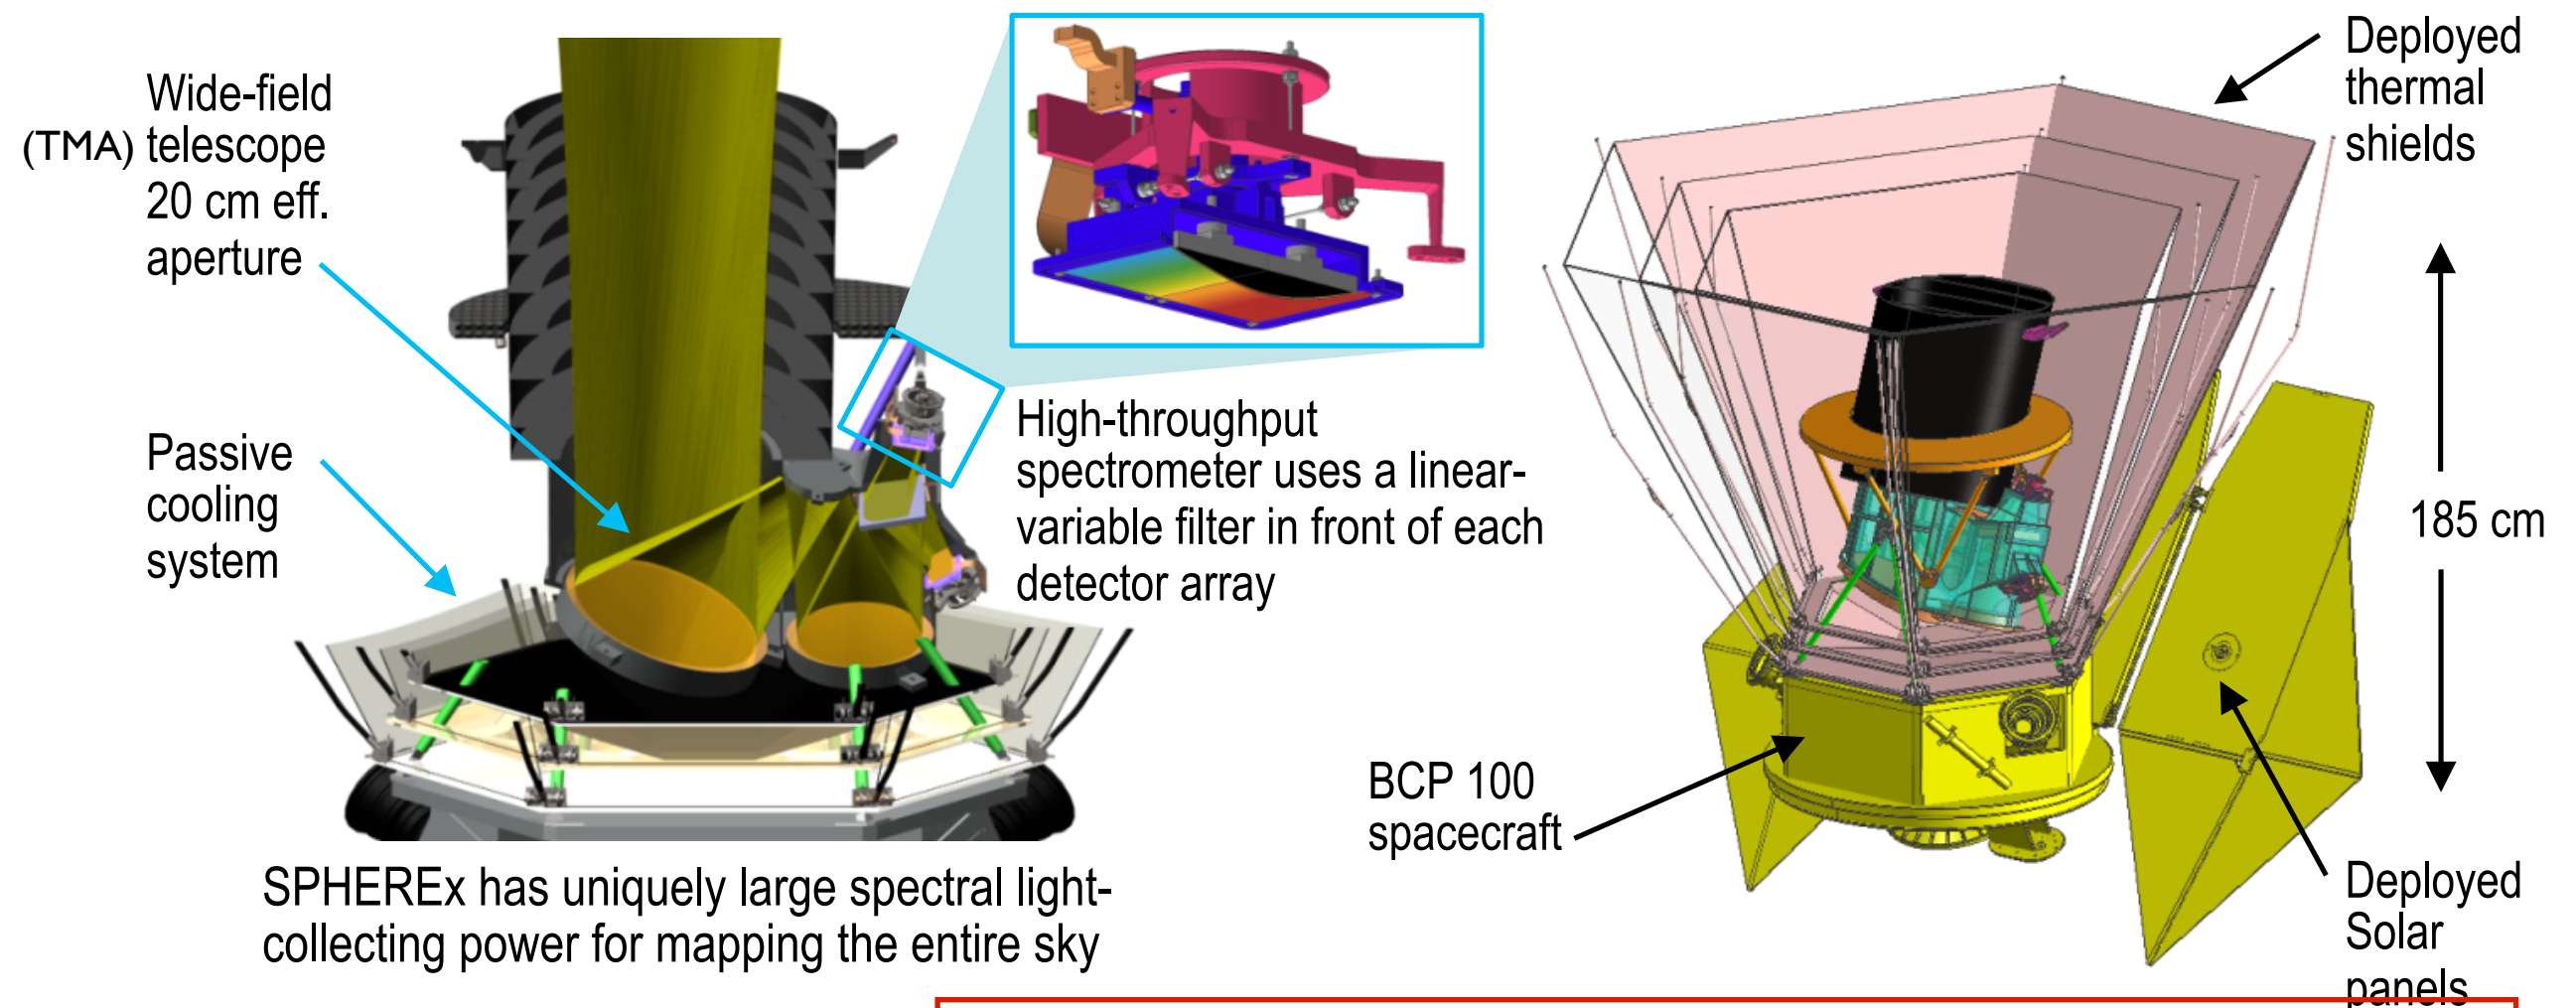 Wide-field
(TMA) telescope
20 cm eff.
aperture
Passive
cooling
system
High-throughput
spectrometer uses a linear-
variable filter in front of each
detector array
SPHEREx has uniquely large spectral light-
collecting power for mapping the entire sky
Deployed
thermal
shields
185 cm
BCP 100
spacecraft
Deployed
Solar
panels